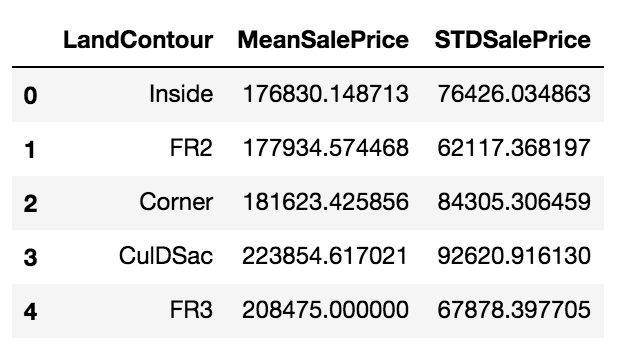 LandContour MeanSalePrice STDSalePrice
0 Inside 176830.148713 76426.034863
1 FR2 177934.574468 62117.368197
2 Corner 181623.425856 84305.306459
3 CulDSac 223854.617021 92620.916130
4 FR3 208475.000000 67878.397705